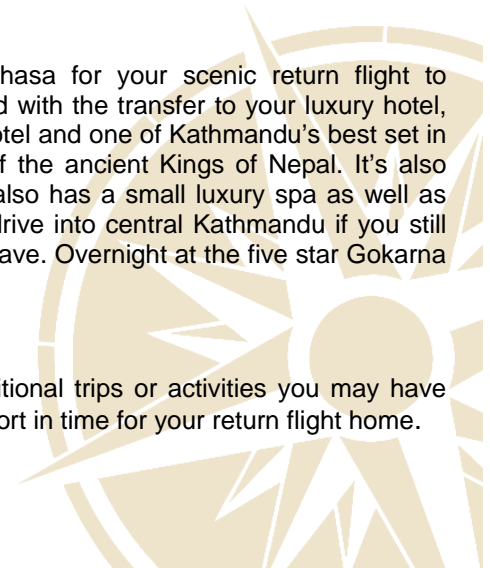 hasa for your scenic return flight to
d with the transfer to your luxury hotel,
otel and one of Kathmandu's best set in
f the ancient Kings of Nepal. It's also
also has a small luxury spa as well as
drive into central Kathmandu if you still
ave. Overnight at the five star Gokarna
itional trips or activities you may have
ort in time for your return flight home.